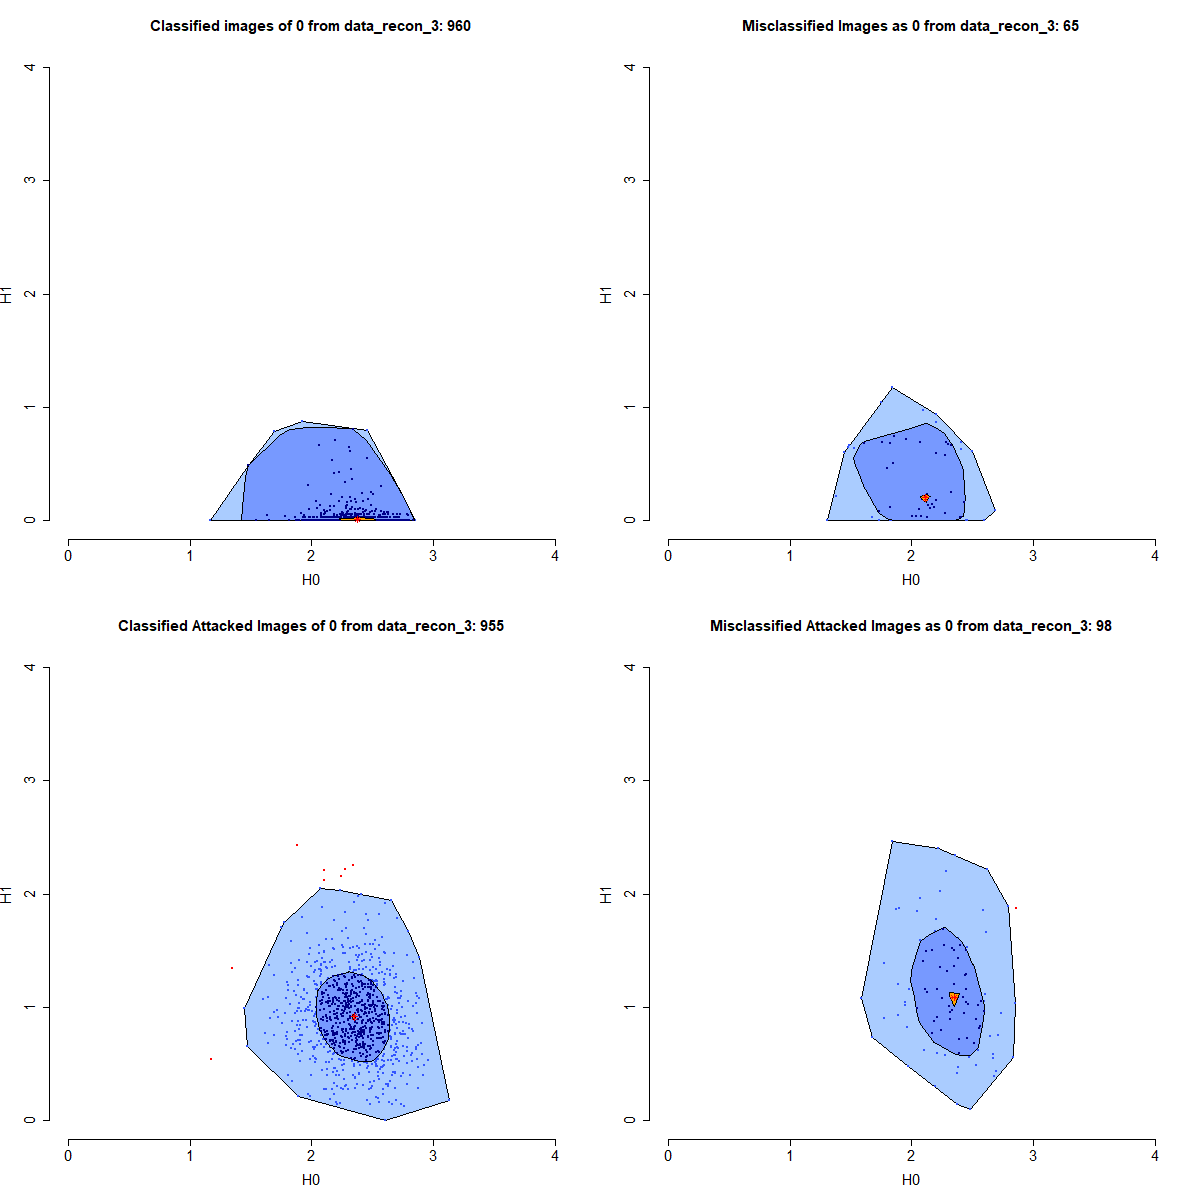 Classified images of 0 from data_recon_3: 960
4
3
2
1
0
H1
0 1 2 3 4
H0
Misclassified Images as 0 from data_recon_3: 65
4
3
2
1
0
H1
0 1 2 3 4
H0
Classified Attacked Images of 0 from data_recon_3: 955
4
3
2
1
0
H1
0 1 2 3 4
H0
Misclassified Attacked Images as 0 from data_recon_3: 98
4
3
2
1
0
H1
0 1 2 3 4
H0